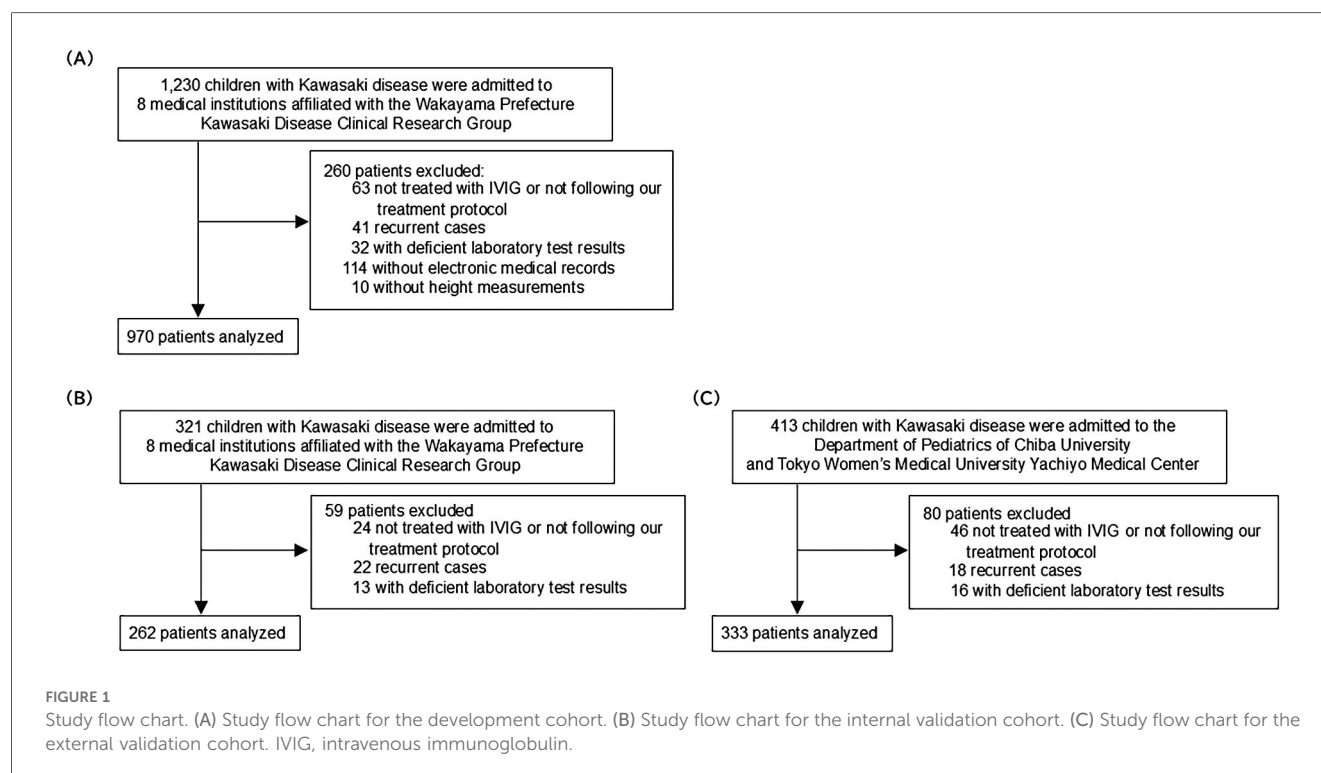 (A)
1,230 children with Kawasaki disease were admitted to
8 medical institutions affiliated with the Wakayama Prefecture
Kawasaki Disease Clinical Research Group
260 patients excluded:
63 not treated with IVIG or not following our
treatment protocol
41 recurrent cases
32 with deficient laboratory test results
114 without electronic medical records
10 without height measurements
970 patients analyzed
(B)
321 children with Kawasaki disease were admitted to
8 medical institutions affiliated with the Wakayama Prefecture
Kawasaki Disease Clinical Research Group
59 patients excluded
24 not treated with IVIG or not following our
treatment protocol
22 recurrent cases
13 with deficient laboratory test results
262 patients analyzed
(C)
413 children with Kawasaki disease were admitted to the
Department of Pediatrics of Chiba University
and Tokyo Women's Medical University Yachiyo Medical Center
80 patients excluded
46 not treated with IVIG or not following our
treatment protocol
18 recurrent cases
16 with deficient laboratory test results
333 patients analyzed
FIGURE 1
Study flow chart. (A) Study flow chart for the development cohort. (B) Study flow chart for the internal validation cohort. (C) Study flow chart for the
external validation cohort. IVIG, intravenous immunoglobulin.